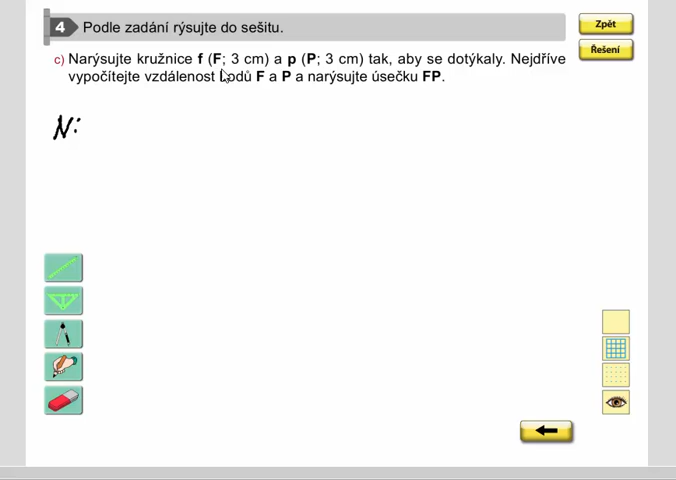 4 Podle zadání rýsujte do sešitu.
Zpět
Řešení
c) Narýsujte kružnice f (F; 3 cm) a p (P; 3 cm) tak, aby se dotýkaly. Nejdříve
vypočítejte vzdálenost bodů F a P a narýsujte úsečku FP.
N: